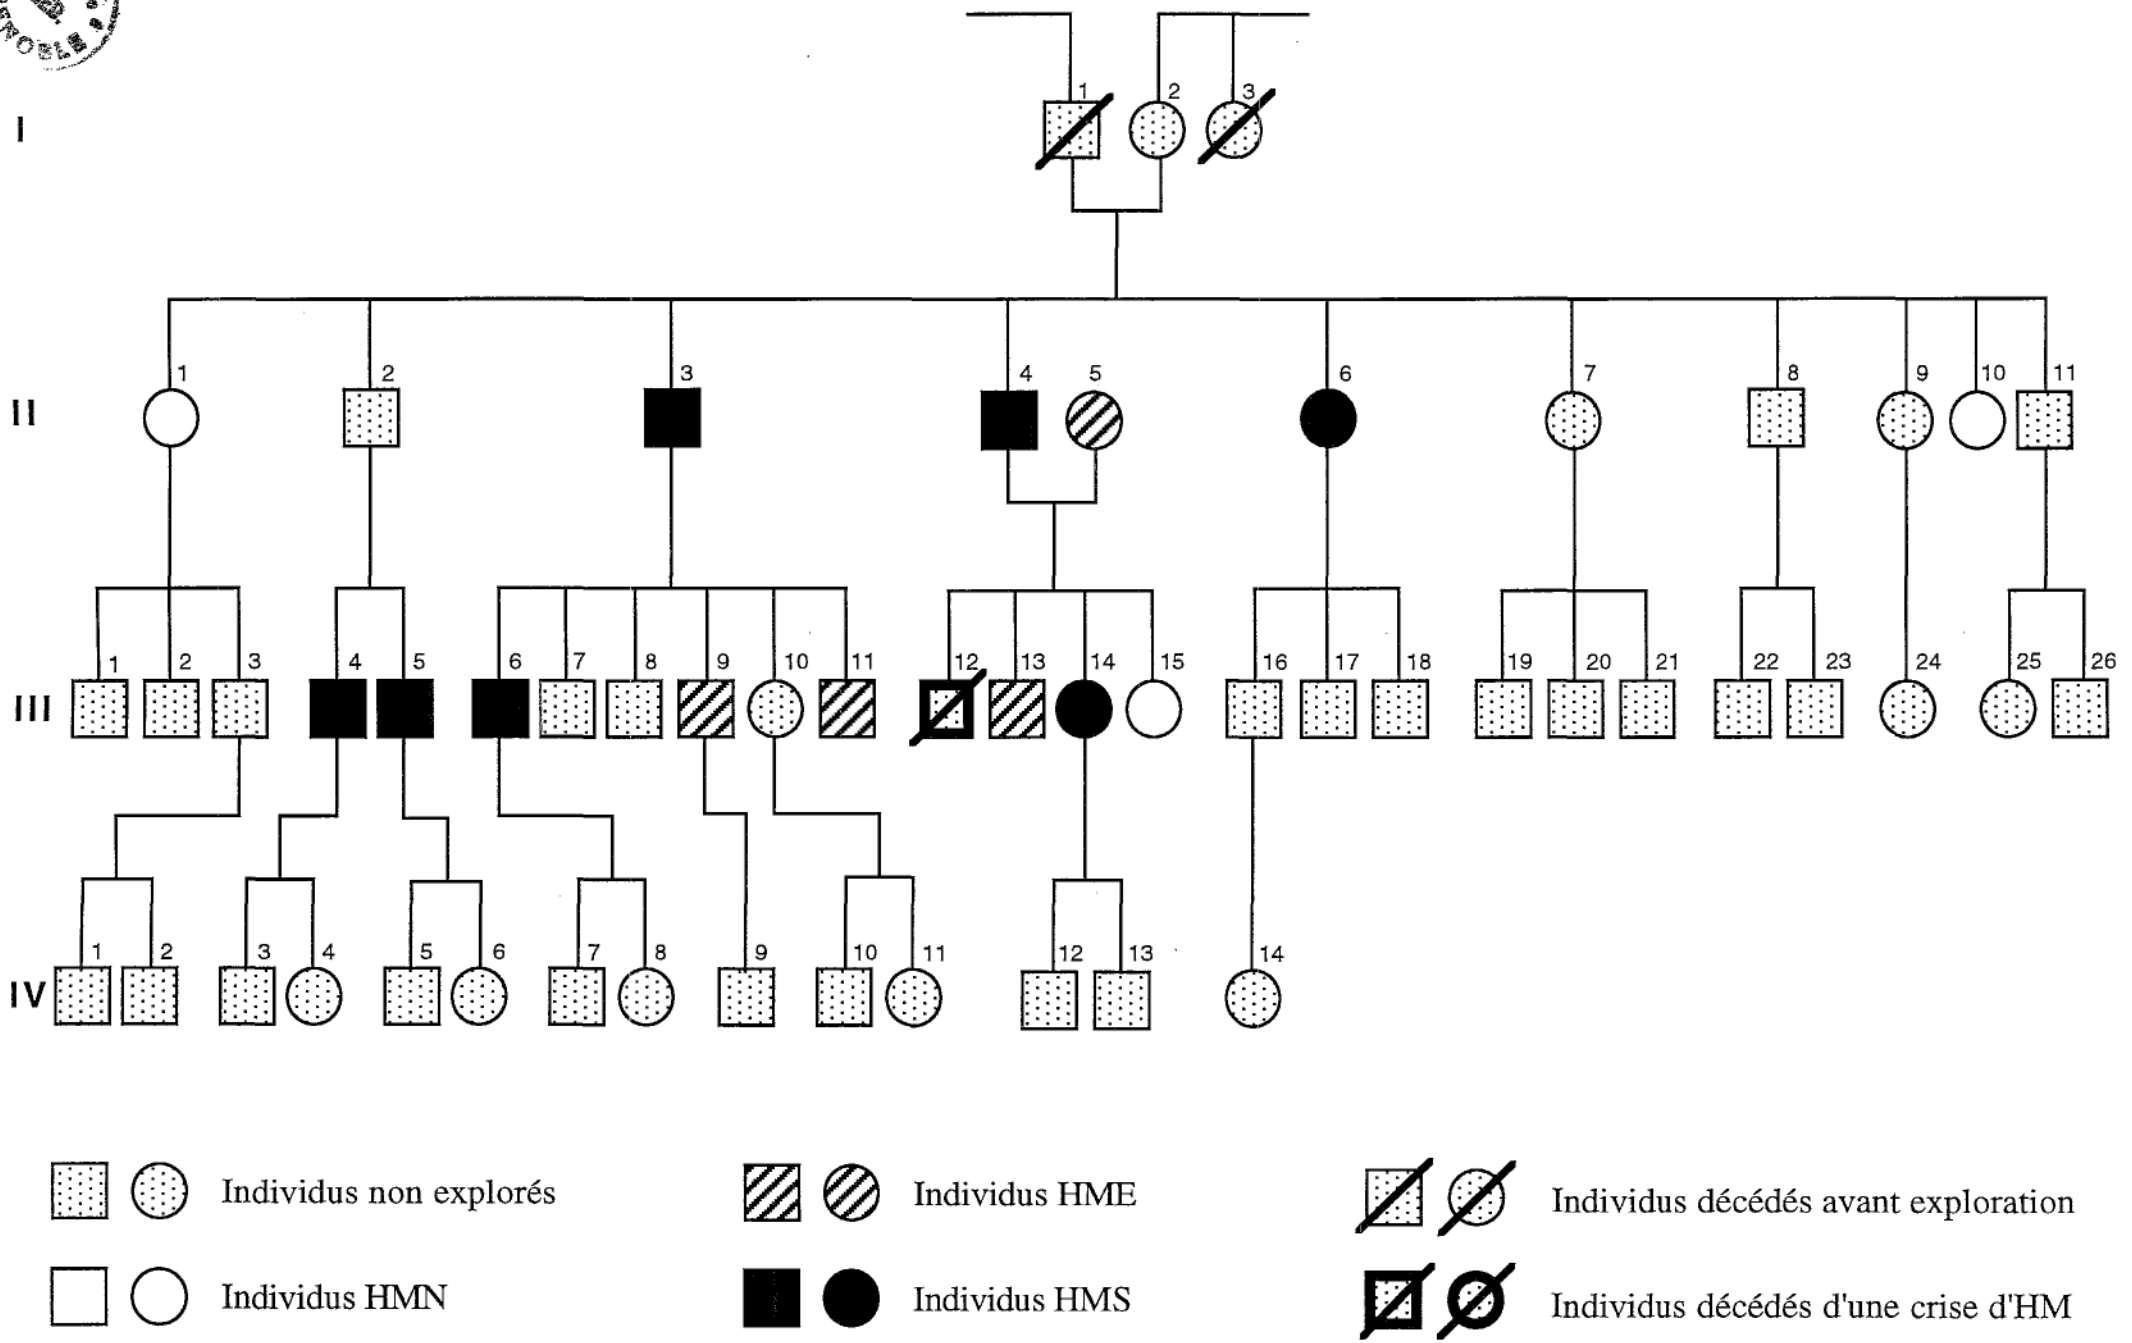 1 2 3
I
1 2 3 4 5 6 7 8 9 10 11
II
1 2 3 4 5 6 7 8 9 10 11 12 13 14 15 16 17 18 19 20 21 22 23 24 25 26
III
1 2 3 4 5 6 7 8 9 10 11 12 13 14
IV
Individus non explorés Individus HME Individus décédés avant exploration
Individus HMN Individus HMS Individus décédés d'une crise d'HM